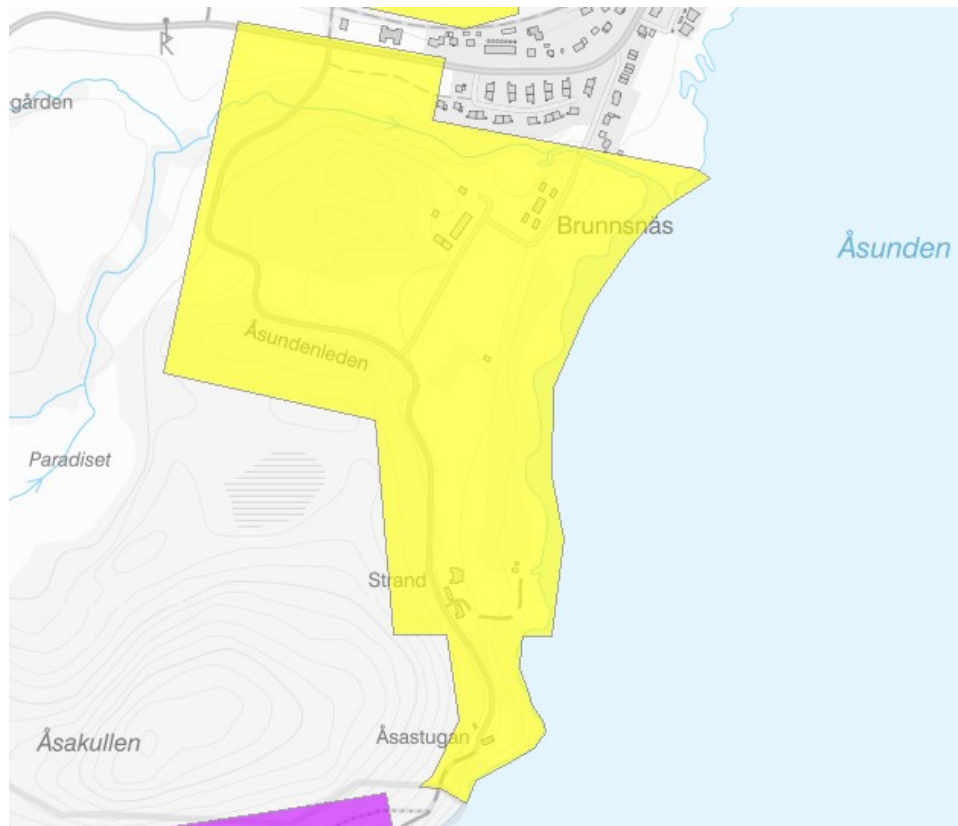 gården
Brunnsnäs
Åsunden
Åsundenleden
Paradiset
Strand
Åsastugan
Åsakullen